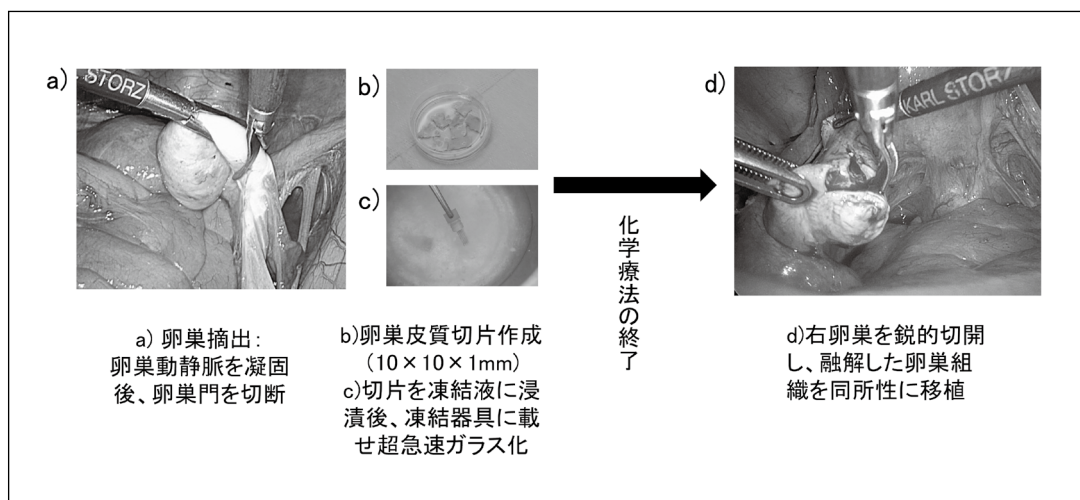 a)
STORZ
b)
c)
d)
KARL STORZ
化学療法の終了
a) 卵巣摘出：
卵巣動静脈を凝固
後、卵巣門を切断
b)卵巣皮質切片作成
（10×10×1mm）
c)切片を凍結液に浸
漬後、凍結器具に載
せ超急速ガラス化
d)右卵巣を鋭的切開
し、融解した卵巣組
織を同所性に移植